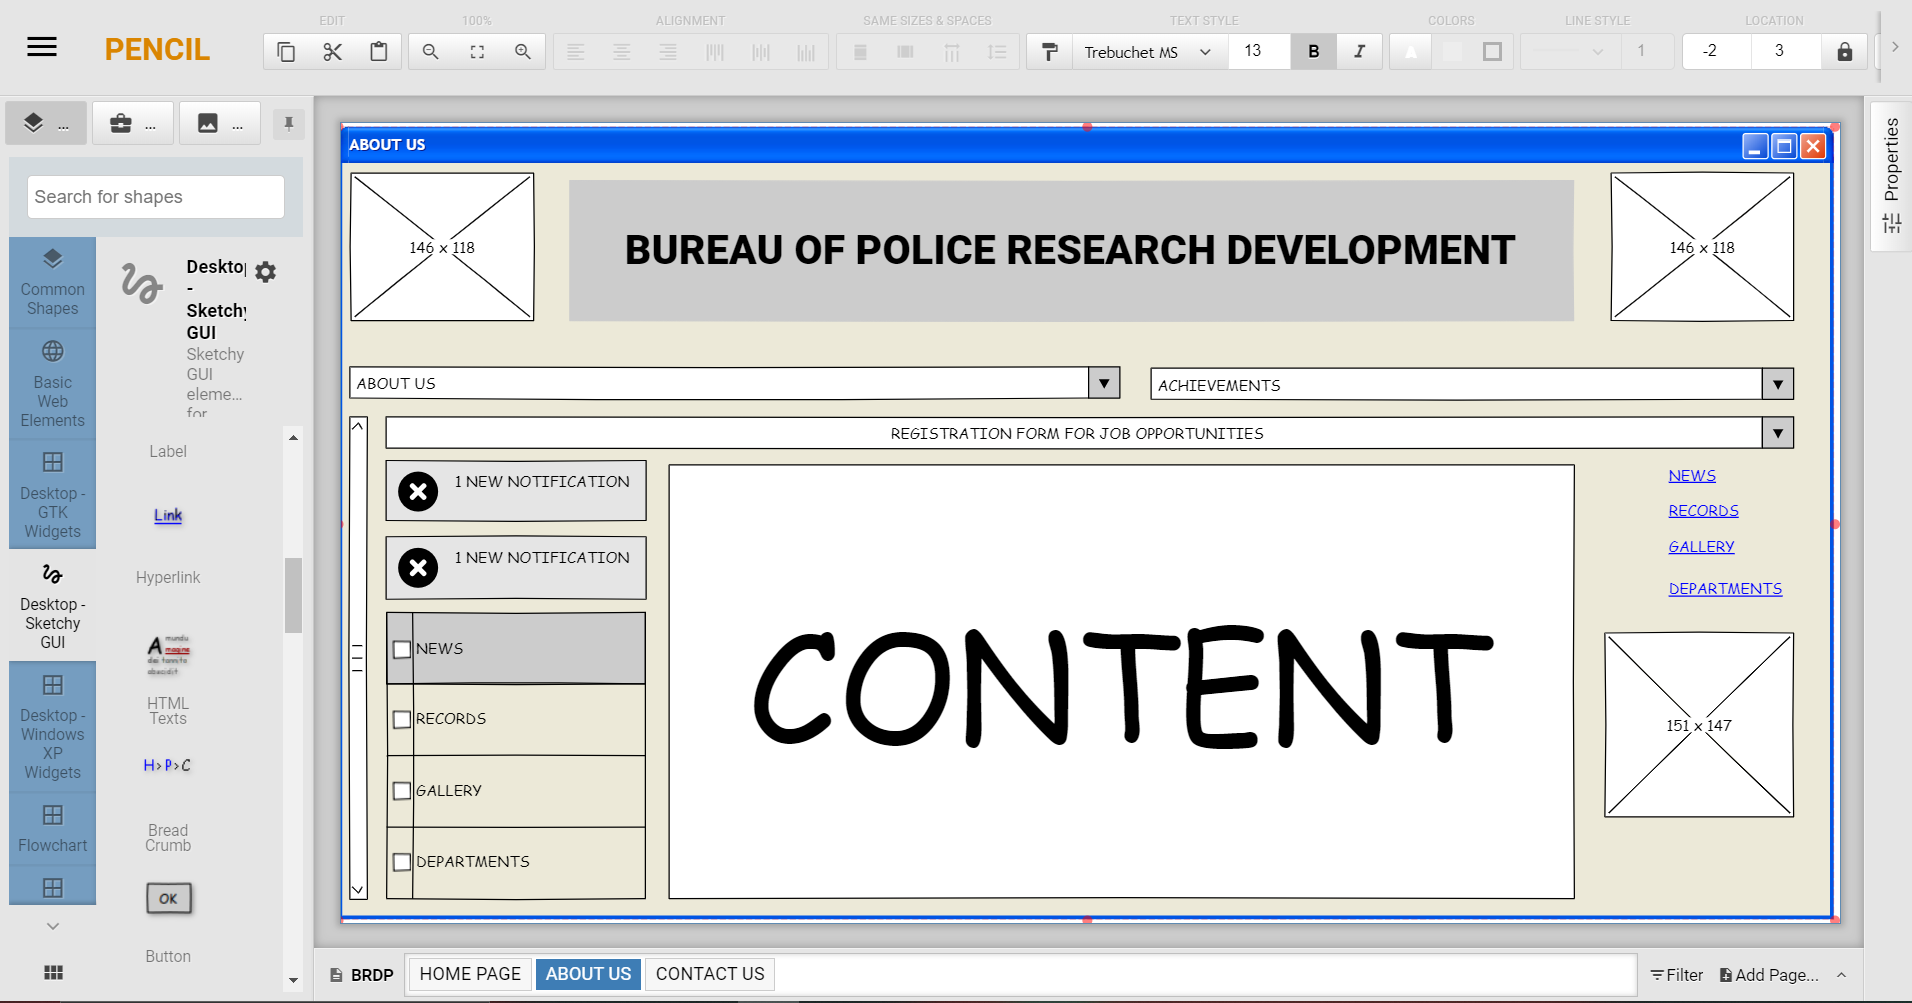 EDIT
100%
ALIGNMENT
SAME SIZES & SPACES
TEXT STYLE
COLORS
LINE STYLE
LOCATION
PENCIL
Trebuchet MS
13
B
I
A
1
-2
3
...
...
...
Search for shapes
Common
Shapes
Basic
Web
Elements
Desktop -
GTK
Widgets
Desktop -
Sketchy
GUI
Desktop -
Windows
XP
Widgets
Flowchart
Desktop
-
Sketchy
GUI
Sketchy
GUI
eleme...
for
Label
Link
Hyperlink
A
mundu
magine
HTML
Texts
H>P>C
Bread
Crumb
OK
Button
ABOUT US
146 x 118
BUREAU OF POLICE RESEARCH DEVELOPMENT
146 x 118
ABOUT US
ACHIEVEMENTS
REGISTRATION FORM FOR JOB OPPORTUNITIES
1 NEW NOTIFICATION
1 NEW NOTIFICATION
NEWS
RECORDS
GALLERY
DEPARTMENTS
CONTENT
NEWS
RECORDS
GALLERY
DEPARTMENTS
151 x 147
Properties
BRDP
HOME PAGE
ABOUT US
CONTACT US
Filter
Add Page...